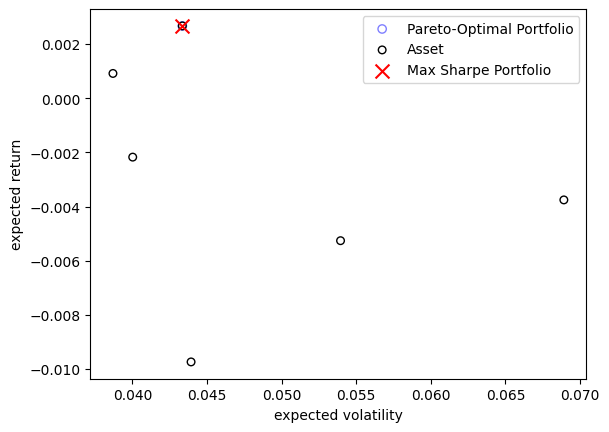 Pareto-Optimal Portfolio
Asset
Max Sharpe Portfolio
0.002
0.000
−0.002
−0.004
−0.006
−0.008
−0.010
expected return
0.040 0.045 0.050 0.055 0.060 0.065 0.070
expected volatility